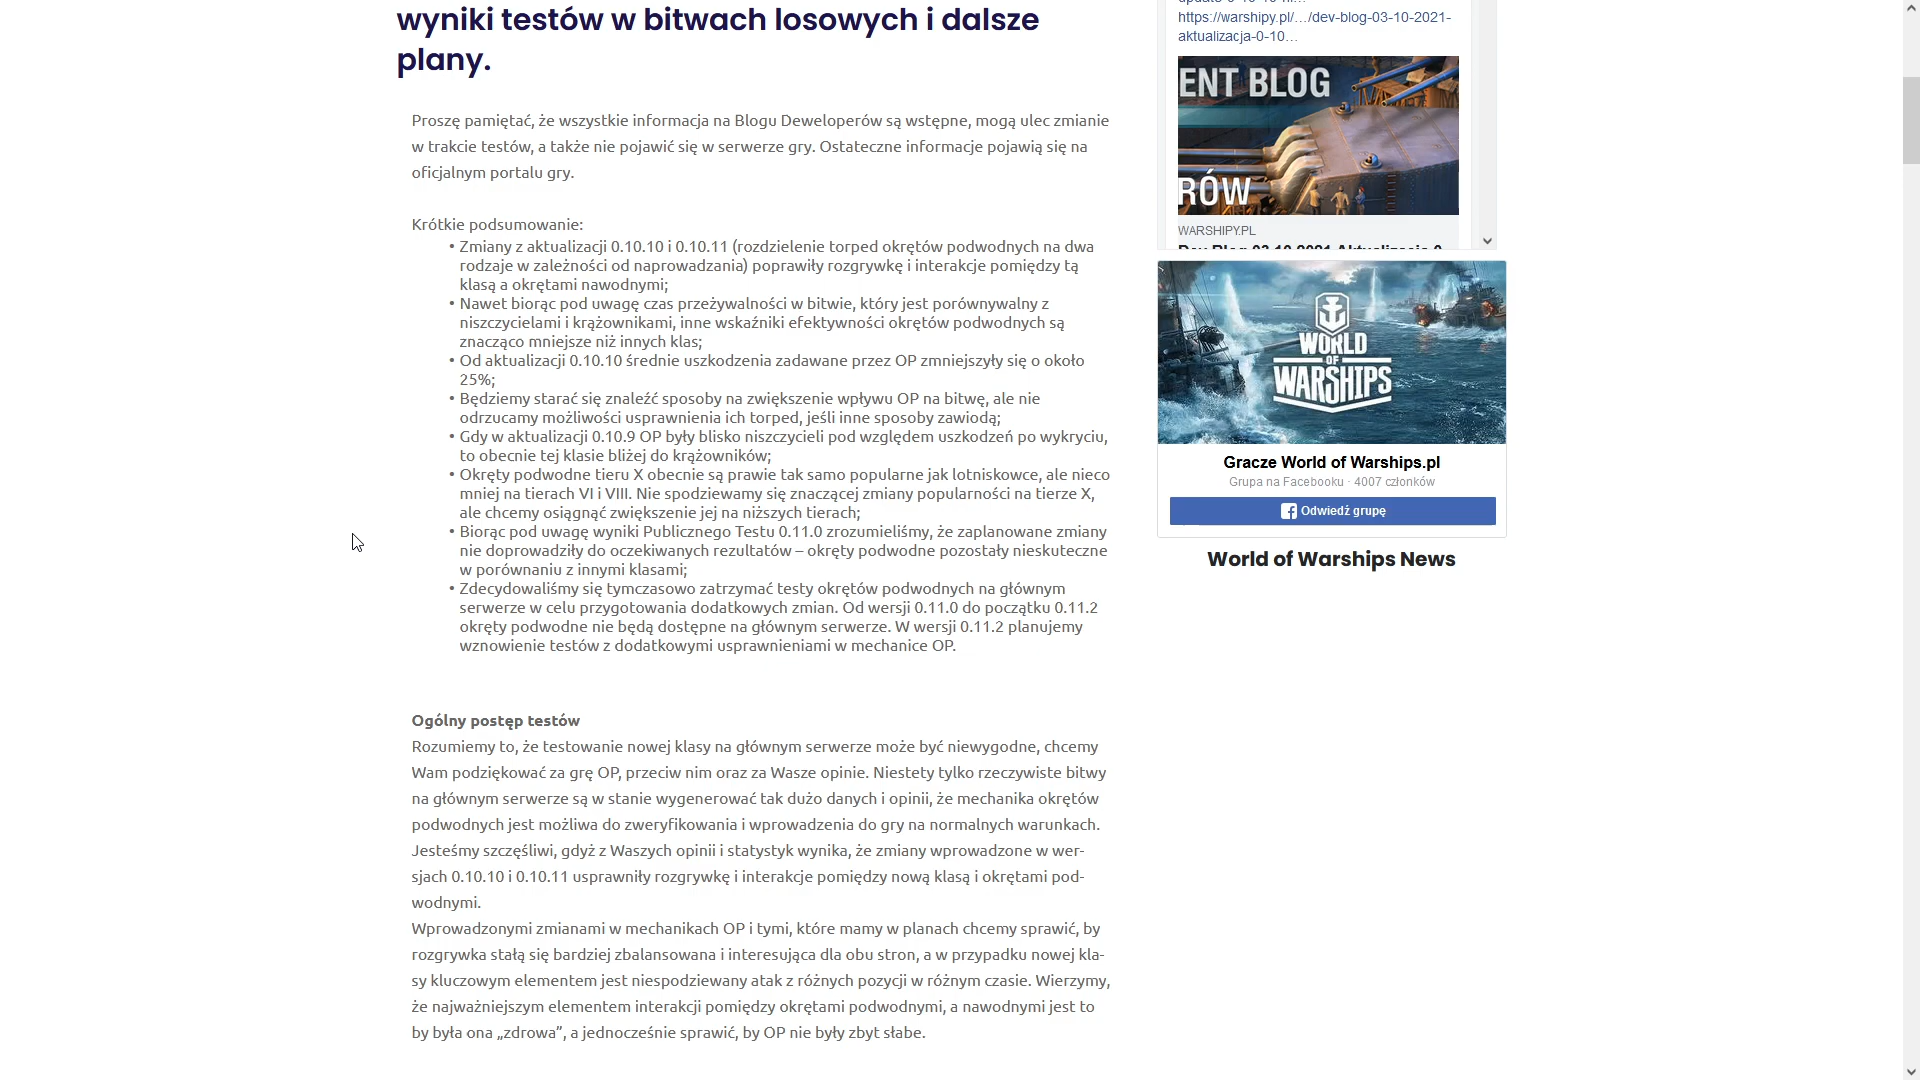 wyniki testów w bitwach losowych i dalsze
plany.
Proszę pamiętać, że wszystkie informacja na Blogu Deweloperów są wstępne, mogą ulec zmianie
w trakcie testów, a także nie pojawić się w serwerze gry. Ostateczne informacje pojawią się na
oficjalnym portalu gry.
Krótkie podsumowanie:
• Zmiany z aktualizacji 0.10.10 i 0.10.11 (rozdzielenie torped okrętów podwodnych na dwa
rodzaje w zależności od naprowadzania) poprawiły rozgrywkę i interakcje pomiędzy tą
klasą a okrętami nawodnymi;
• Nawet biorąc pod uwagę czas przeżywalności w bitwie, który jest porównywalny z
niszczycielami i krążownikami, inne wskaźniki efektywności okrętów podwodnych są
znacząco mniejsze niż innych klas;
• Od aktualizacji 0.10.10 średnie uszkodzenia zadawane przez OP zmniejszyły się o około
25%;
• Będziemy starać się znaleźć sposoby na zwiększenie wpływu OP na bitwę, ale nie
odrzucamy możliwości usprawnienia ich torped, jeśli inne sposoby zawiodą;
• Gdy w aktualizacji 0.10.9 OP były blisko niszczycieli pod względem uszkodzeń po wykryciu,
to obecnie tej klasie bliżej do krążowników;
• Okręty podwodne tieru X obecnie są prawie tak samo popularne jak lotniskowce, ale nieco
mniej na tierach VI i VIII. Nie spodziewamy się znaczącej zmiany popularności na tierze X,
ale chcemy osiągnąć zwiększenie jej na niższych tierach;
• Biorąc pod uwagę wyniki Publicznego Testu 0.11.0 zrozumieliśmy, że zaplanowane zmiany
nie doprowadziły do oczekiwanych rezultatów – okręty podwodne pozostały nieskuteczne
w porównaniu z innymi klasami;
• Zdecydowaliśmy się tymczasowo zatrzymać testy okrętów podwodnych na głównym
serwerze w celu przygotowania dodatkowych zmian. Od wersji 0.11.0 do początku 0.11.2
okręty podwodne nie będą dostępne na głównym serwerze. W wersji 0.11.2 planujemy
wznowienie testów z dodatkowymi usprawnieniami w mechanice OP.
Ogólny postęp testów
Rozumiemy to, że testowanie nowej klasy na głównym serwerze może być niewygodne, chcemy
Wam podziękować za grę OP, przeciw nim oraz za Wasze opinie. Niestety tylko rzeczywiste bitwy
na głównym serwerze są w stanie wygenerować tak dużo danych i opinii, że mechanika okrętów
podwodnych jest możliwa do zweryfikowania i wprowadzenia do gry na normalnych warunkach.
Jesteśmy szczęśliwi, gdyż z Waszych opinii i statystyk wynika, że zmiany wprowadzone w wer-
sjach 0.10.10 i 0.10.11 usprawniły rozgrywkę i interakcje pomiędzy nową klasą i okrętami pod-
wodnymi.
Wprowadzonymi zmianami w mechanikach OP i tymi, które mamy w planach chcemy sprawić, by
rozgrywka stałą się bardziej zbalansowana i interesująca dla obu stron, a w przypadku nowej kla-
sy kluczowym elementem jest niespodziewany atak z różnych pozycji w różnym czasie. Wierzymy,
że najważniejszym elementem interakcji pomiędzy okrętami podwodnymi, a nawodnymi jest to
by była ona „zdrowa”, a jednocześnie sprawić, by OP nie były zbyt słabe.
https://warshipy.pl/…/dev-blog-03-10-2021-
aktualizacja-0-10…
ENT BLOG
RÓW
WARSHIPY.PL
WORLD
OF
WARSHIPS
Gracze World of Warships.pl
Grupa na Facebooku · 4007 członków
Odwiedź grupę
World of Warships News